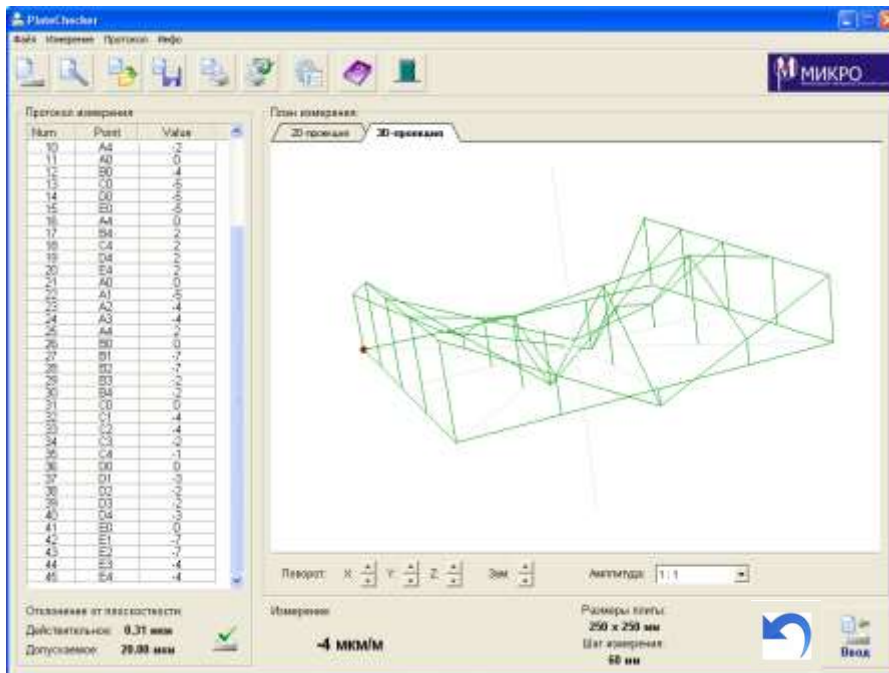 PlateChecker
Файл Измерение Протокол Инфо
МИКРО
Протокол измерения
Num Point Value
10 A4 -2
11 A0 0
12 B0 -4
13 C0 -5
14 D0 -5
15 E0 -5
16 A4 0
17 B4 2
18 C4 2
19 D4 2
20 E4 2
21 A0 0
22 A1 -5
23 A2 -4
24 A3 -4
25 A4 2
26 B0 0
27 B1 -7
28 B2 -7
29 B3 -2
30 B4 -2
31 C0 0
32 C1 -4
33 C2 -4
34 C3 -2
35 C4 -1
36 D0 0
37 D1 -3
38 D2 -2
39 D3 -2
40 D4 -3
41 E0 0
42 E1 -7
43 E2 -7
44 E3 -4
45 E4 -4
План измерения
2D-проекция 3D-проекция
Поворот: X Y Z Зум Амплитуда: 1 : 1
Отклонение от плоскостности
Действительное: 0.31 мкм
Допускаемое: 20.00 мкм
Измерение
-4 мкм/м
Размеры плиты:
250 x 250 мм
Шаг измерения:
60 мм
Ввод